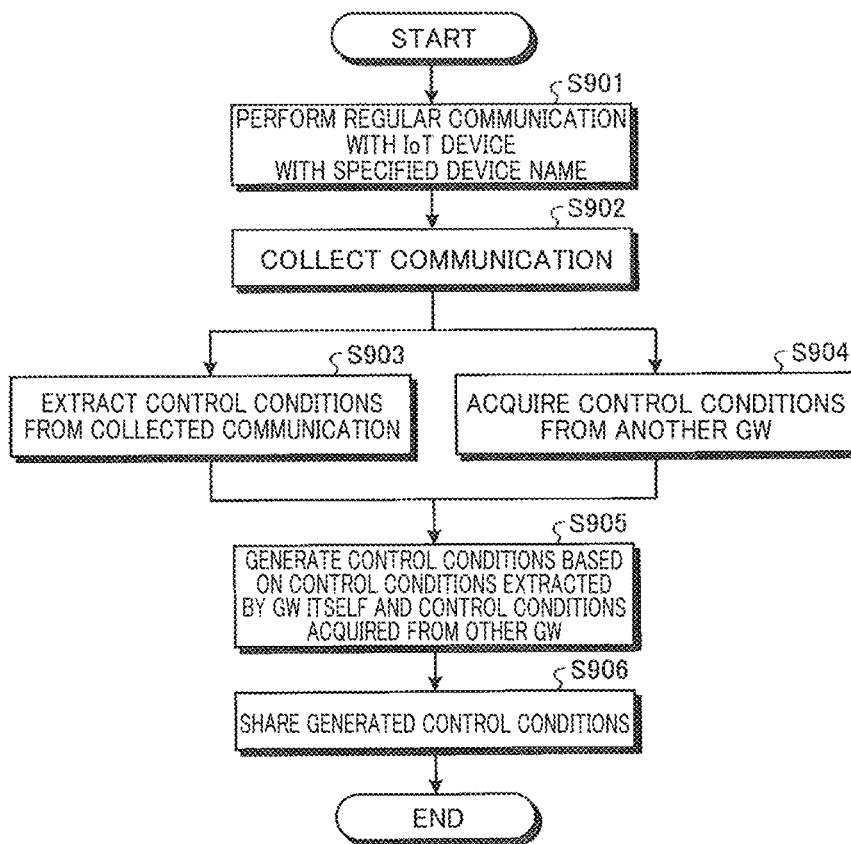 START
S901
PERFORM REGULAR COMMUNICATION
WITH IoT DEVICE
WITH SPECIFIED DEVICE NAME
S902
COLLECT COMMUNICATION
S903
EXTRACT CONTROL CONDITIONS
FROM COLLECTED COMMUNICATION
S904
ACQUIRE CONTROL CONDITIONS
FROM ANOTHER GW
S905
GENERATE CONTROL CONDITIONS BASED
ON CONTROL CONDITIONS EXTRACTED
BY GW ITSELF AND CONTROL CONDITIONS
ACQUIRED FROM OTHER GW
S906
SHARE GENERATED CONTROL CONDITIONS
END